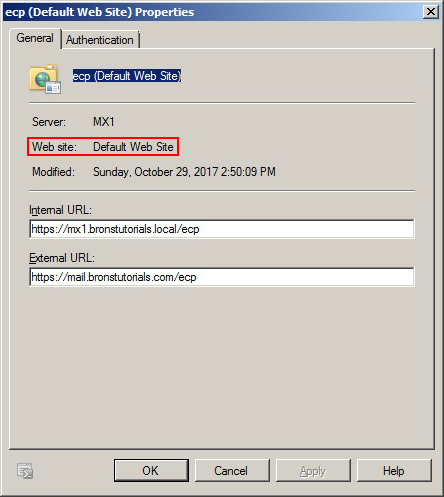 ecp (Default Web Site) Properties
General Authentication
ecp (Default Web Site)
Server: MX1
Web site: Default Web Site
Modified: Sunday, October 29, 2017 2:50:09 PM
Internal URL:
https://mx1.bronstutorials.local/ecp
External URL:
https://mail.bronstutorials.com/ecp
OK Cancel Apply Help